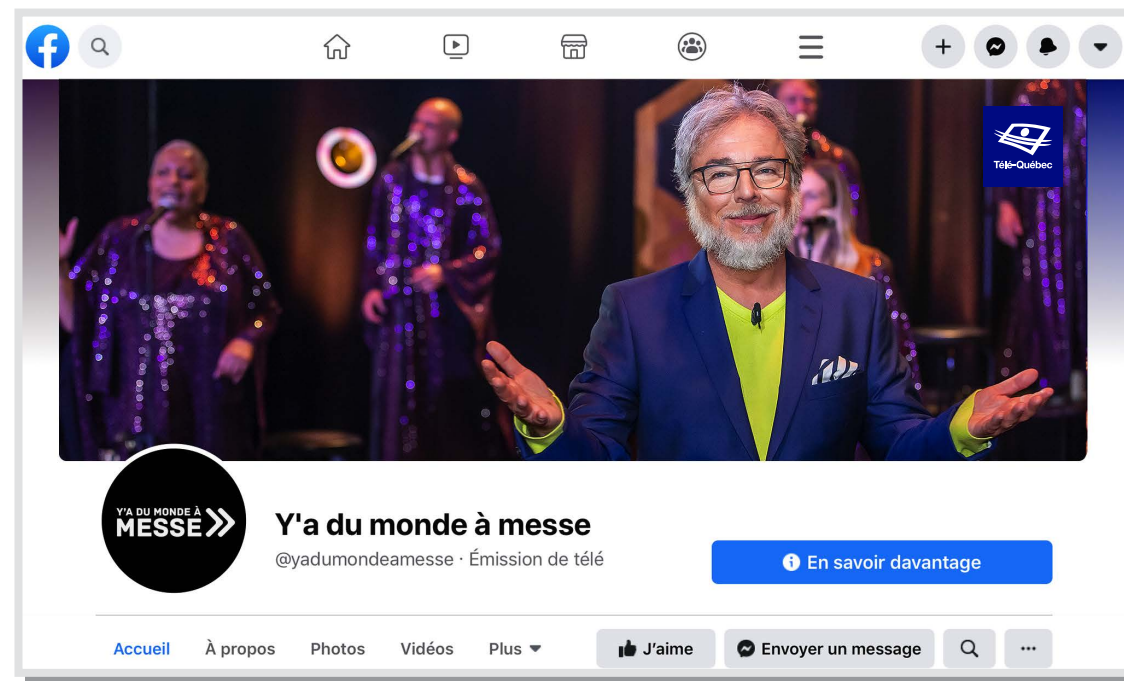 Télé-Québec
Y'A DU MONDE À
MESSE
Y'a du monde à messe
@yadumondeamesse · Émission de télé
En savoir davantage
Accueil À propos Photos Vidéos Plus J'aime Envoyer un message